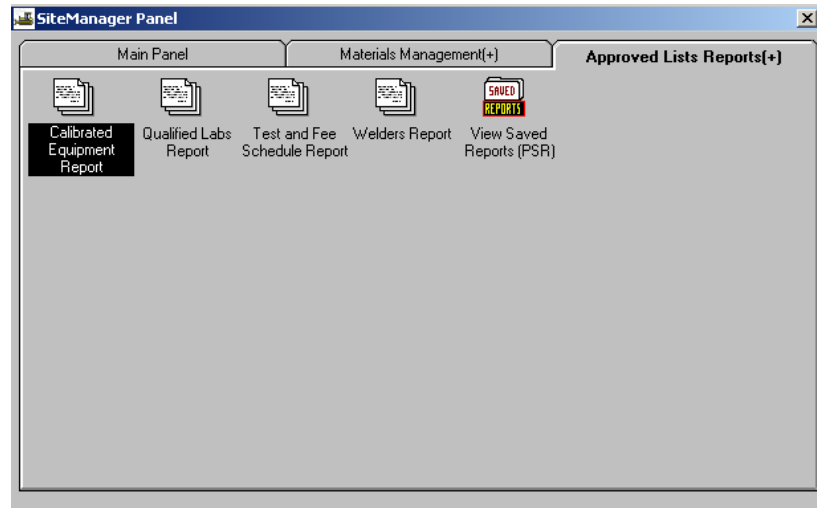 SiteManager Panel
Main Panel
Materials Management(+)
Approved Lists Reports(+)
SAVED
REPORTS
Calibrated
Equipment
Report
Qualified Labs
Report
Test and Fee
Schedule Report
Welders Report
View Saved
Reports (PSR)